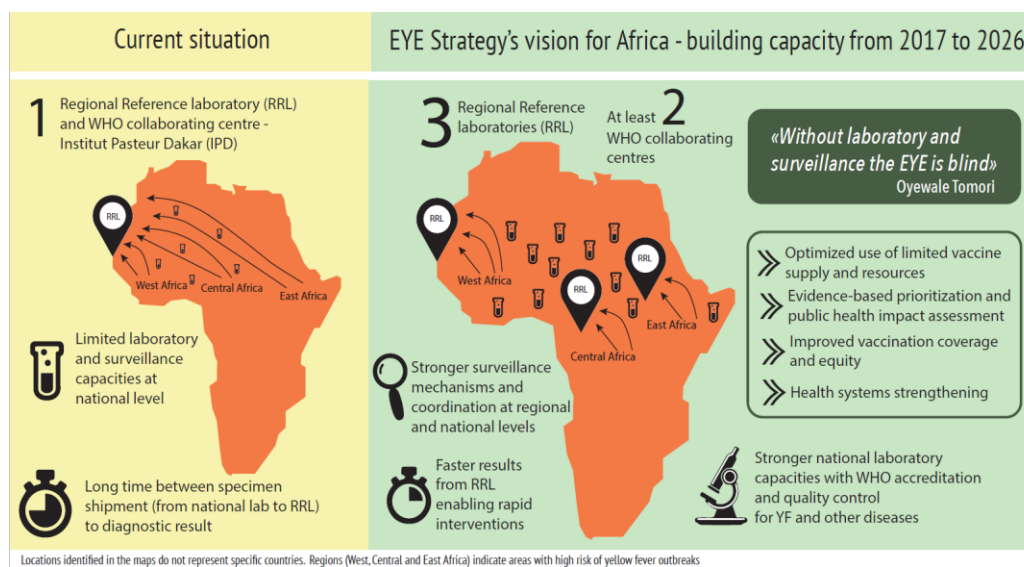 Current situation
EYE Strategy's vision for Africa - building capacity from 2017 to 2026
1
Regional Reference laboratory (RRL)
and WHO collaborating centre -
Institut Pasteur Dakar (IPD)
RRL
West Africa
Central Africa
East Africa
Limited laboratory
and surveillance
capacities at
national level
Long time between specimen
shipment (from national lab to RRL)
to diagnostic result
3
Regional Reference
laboratories (RRL)
At least 2
WHO collaborating
centres
RRL
West Africa
RRL
Central Africa
RRL
East Africa
Stronger surveillance
mechanisms and
coordination at regional
and national levels
Faster results
from RRL
enabling rapid
interventions
«Without laboratory and
surveillance the EYE is blind»
Oyewale Tomori
Optimized use of limited vaccine
supply and resources
Evidence-based prioritization and
public health impact assessment
Improved vaccination coverage
and equity
Health systems strengthening
Stronger national laboratory
capacities with WHO accreditation
and quality control
for YF and other diseases
Locations identified in the maps do not represent specific countries. Regions (West, Central and East Africa) indicate areas with high risk of yellow fever outbreaks